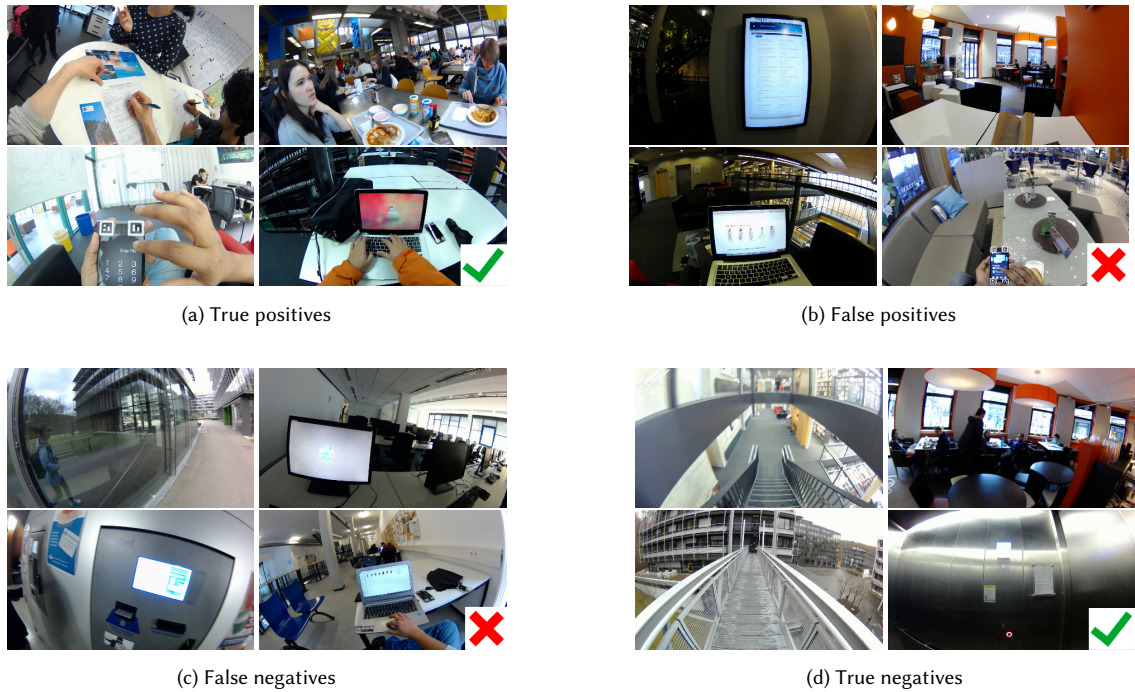 (a) True positives
(b) False positives
(c) False negatives
(d) True negatives